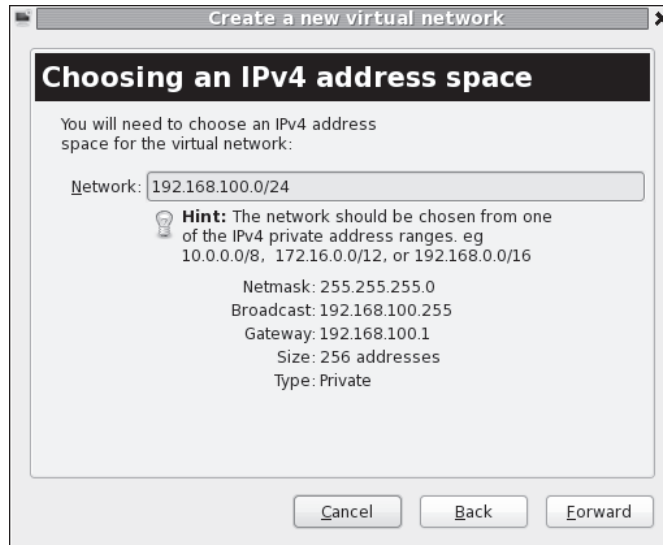 Create a new virtual network
Choosing an IPv4 address space
You will need to choose an IPv4 address
space for the virtual network:
Network: 192.168.100.0/24
Hint: The network should be chosen from one
of the IPv4 private address ranges. eg
10.0.0.0/8, 172.16.0.0/12, or 192.168.0.0/16
Netmask: 255.255.255.0
Broadcast: 192.168.100.255
Gateway: 192.168.100.1
Size: 256 addresses
Type: Private
Cancel Back Forward